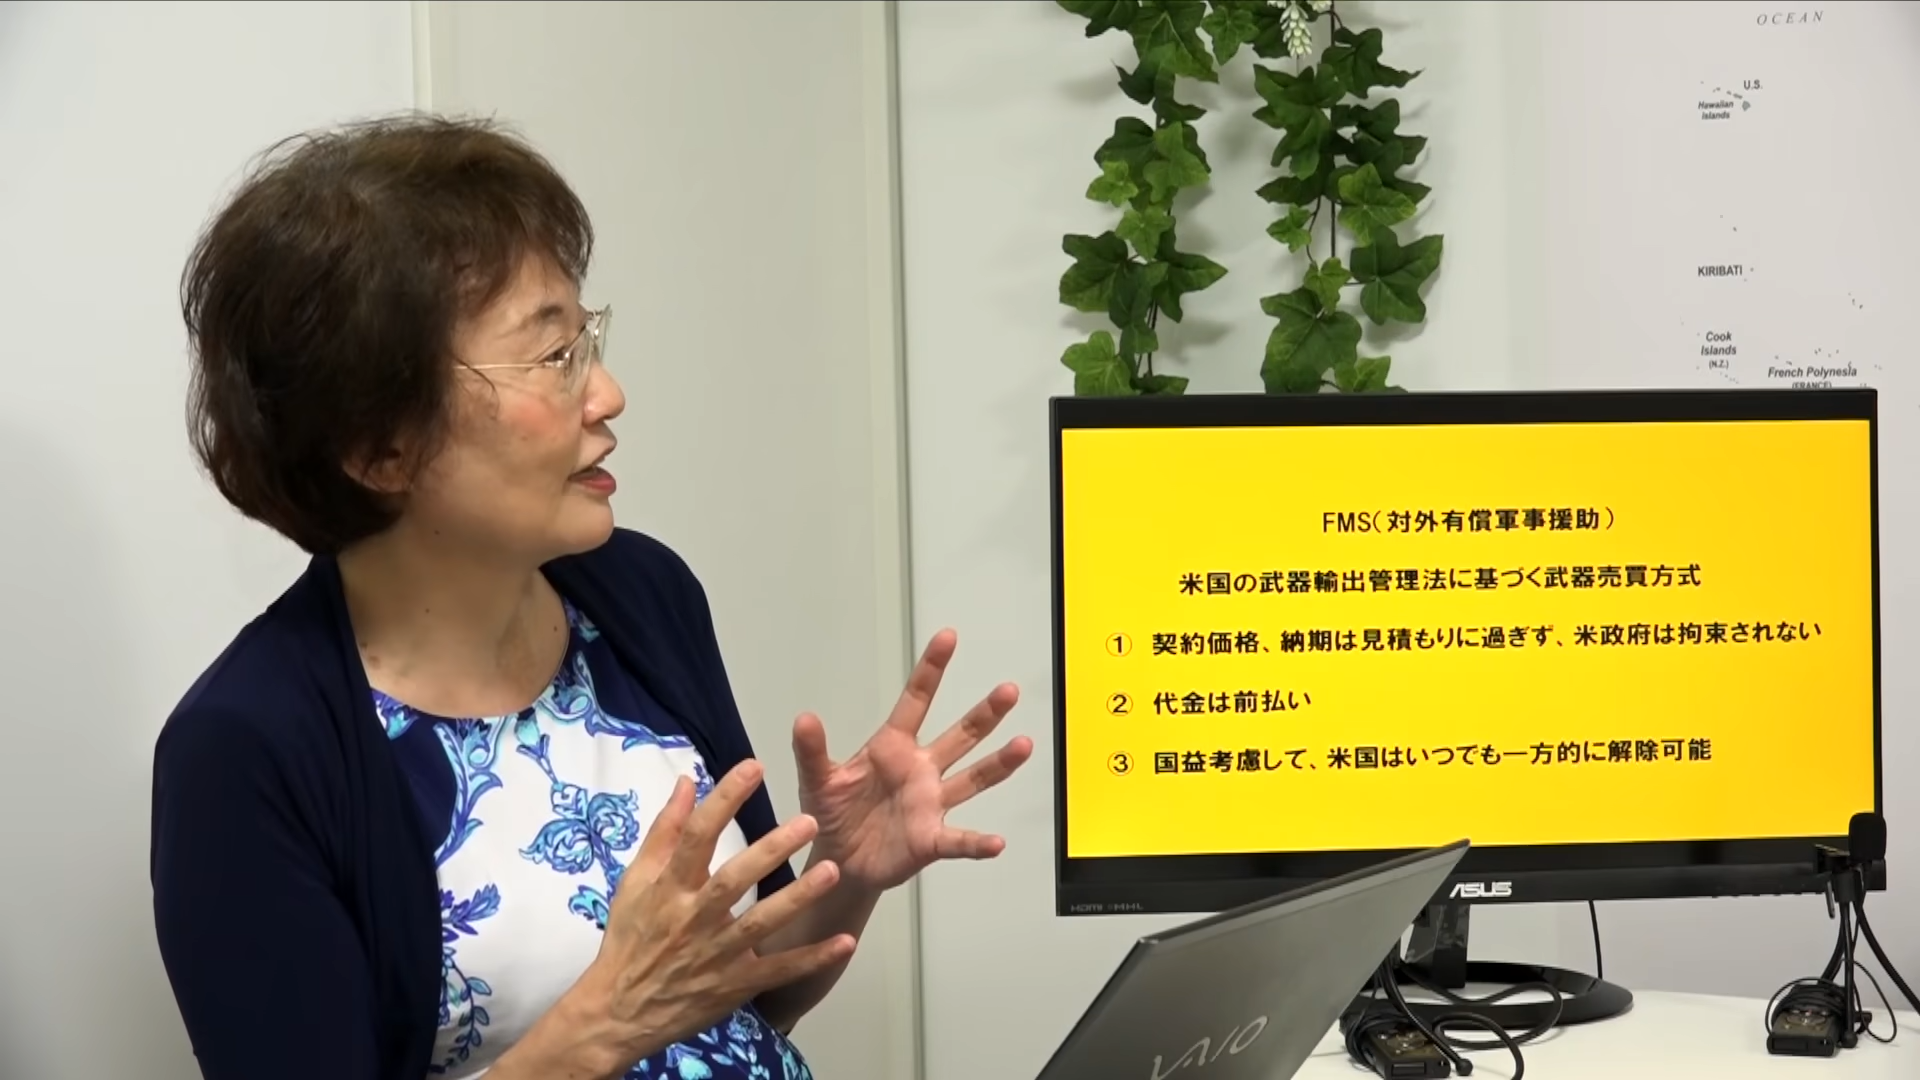 OCEAN
U.S.
Hawaiian
Islands
KIRIBATI
Cook
Islands
(N.Z.)
French Polynesia
(FRANCE)
FMS(対外有償軍事援助)
米国の武器輸出管理法に基づく武器売買方式
① 契約価格、納期は見積もりに過ぎず、米政府は拘束されない
② 代金は前払い
③ 国益考慮して、米国はいつでも一方的に解除可能
ASUS
HDMI MHL
VAIO